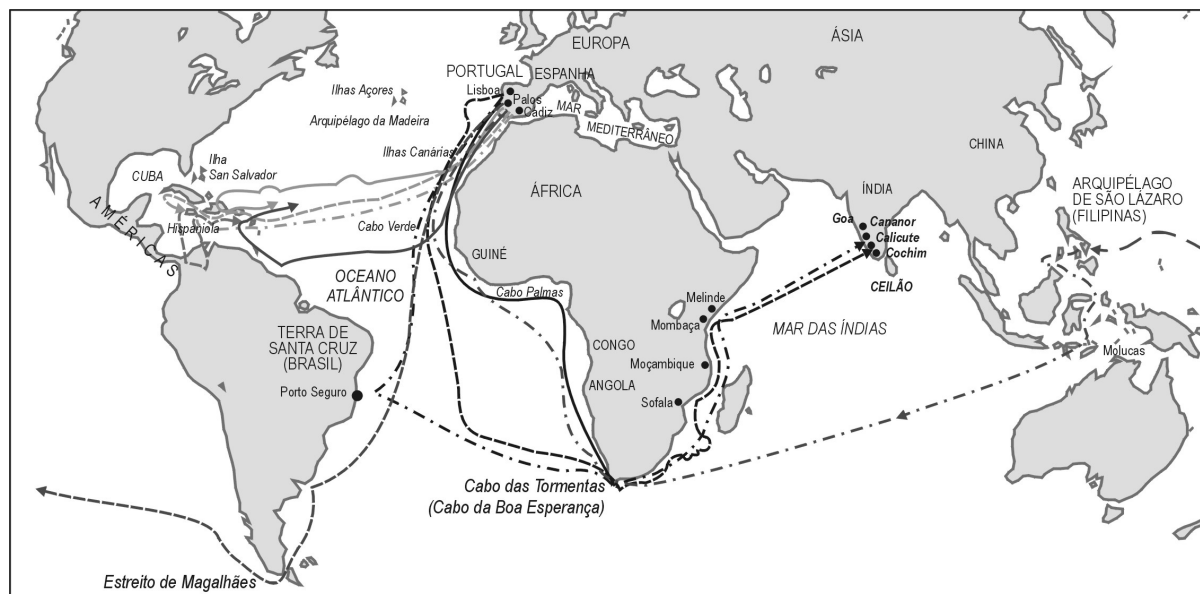 EUROPA
ÁSIA
PORTUGAL
ESPANHA
Lisboa
Palos
Cádiz
MAR
MEDITERRÂNEO
Ilhas Açores
Arquipélago da Madeira
Ilhas Canárias
CHINA
Ilha
San Salvador
CUBA
AMÉRICAS
Hispaniola
ÁFRICA
ÍNDIA
Goa
Cananor
Calicute
Cochim
CEILÃO
ARQUIPÉLAGO
DE SÃO LÁZARO
(FILIPINAS)
Cabo Verde
GUINÉ
OCEANO
ATLÂNTICO
Cabo Palmas
Melinde
Mombaça
MAR DAS ÍNDIAS
TERRA DE
SANTA CRUZ
(BRASIL)
CONGO
Moçambique
Molucas
Porto Seguro
ANGOLA
Sofala
Cabo das Tormentas
(Cabo da Boa Esperança)
Estreito de Magalhães